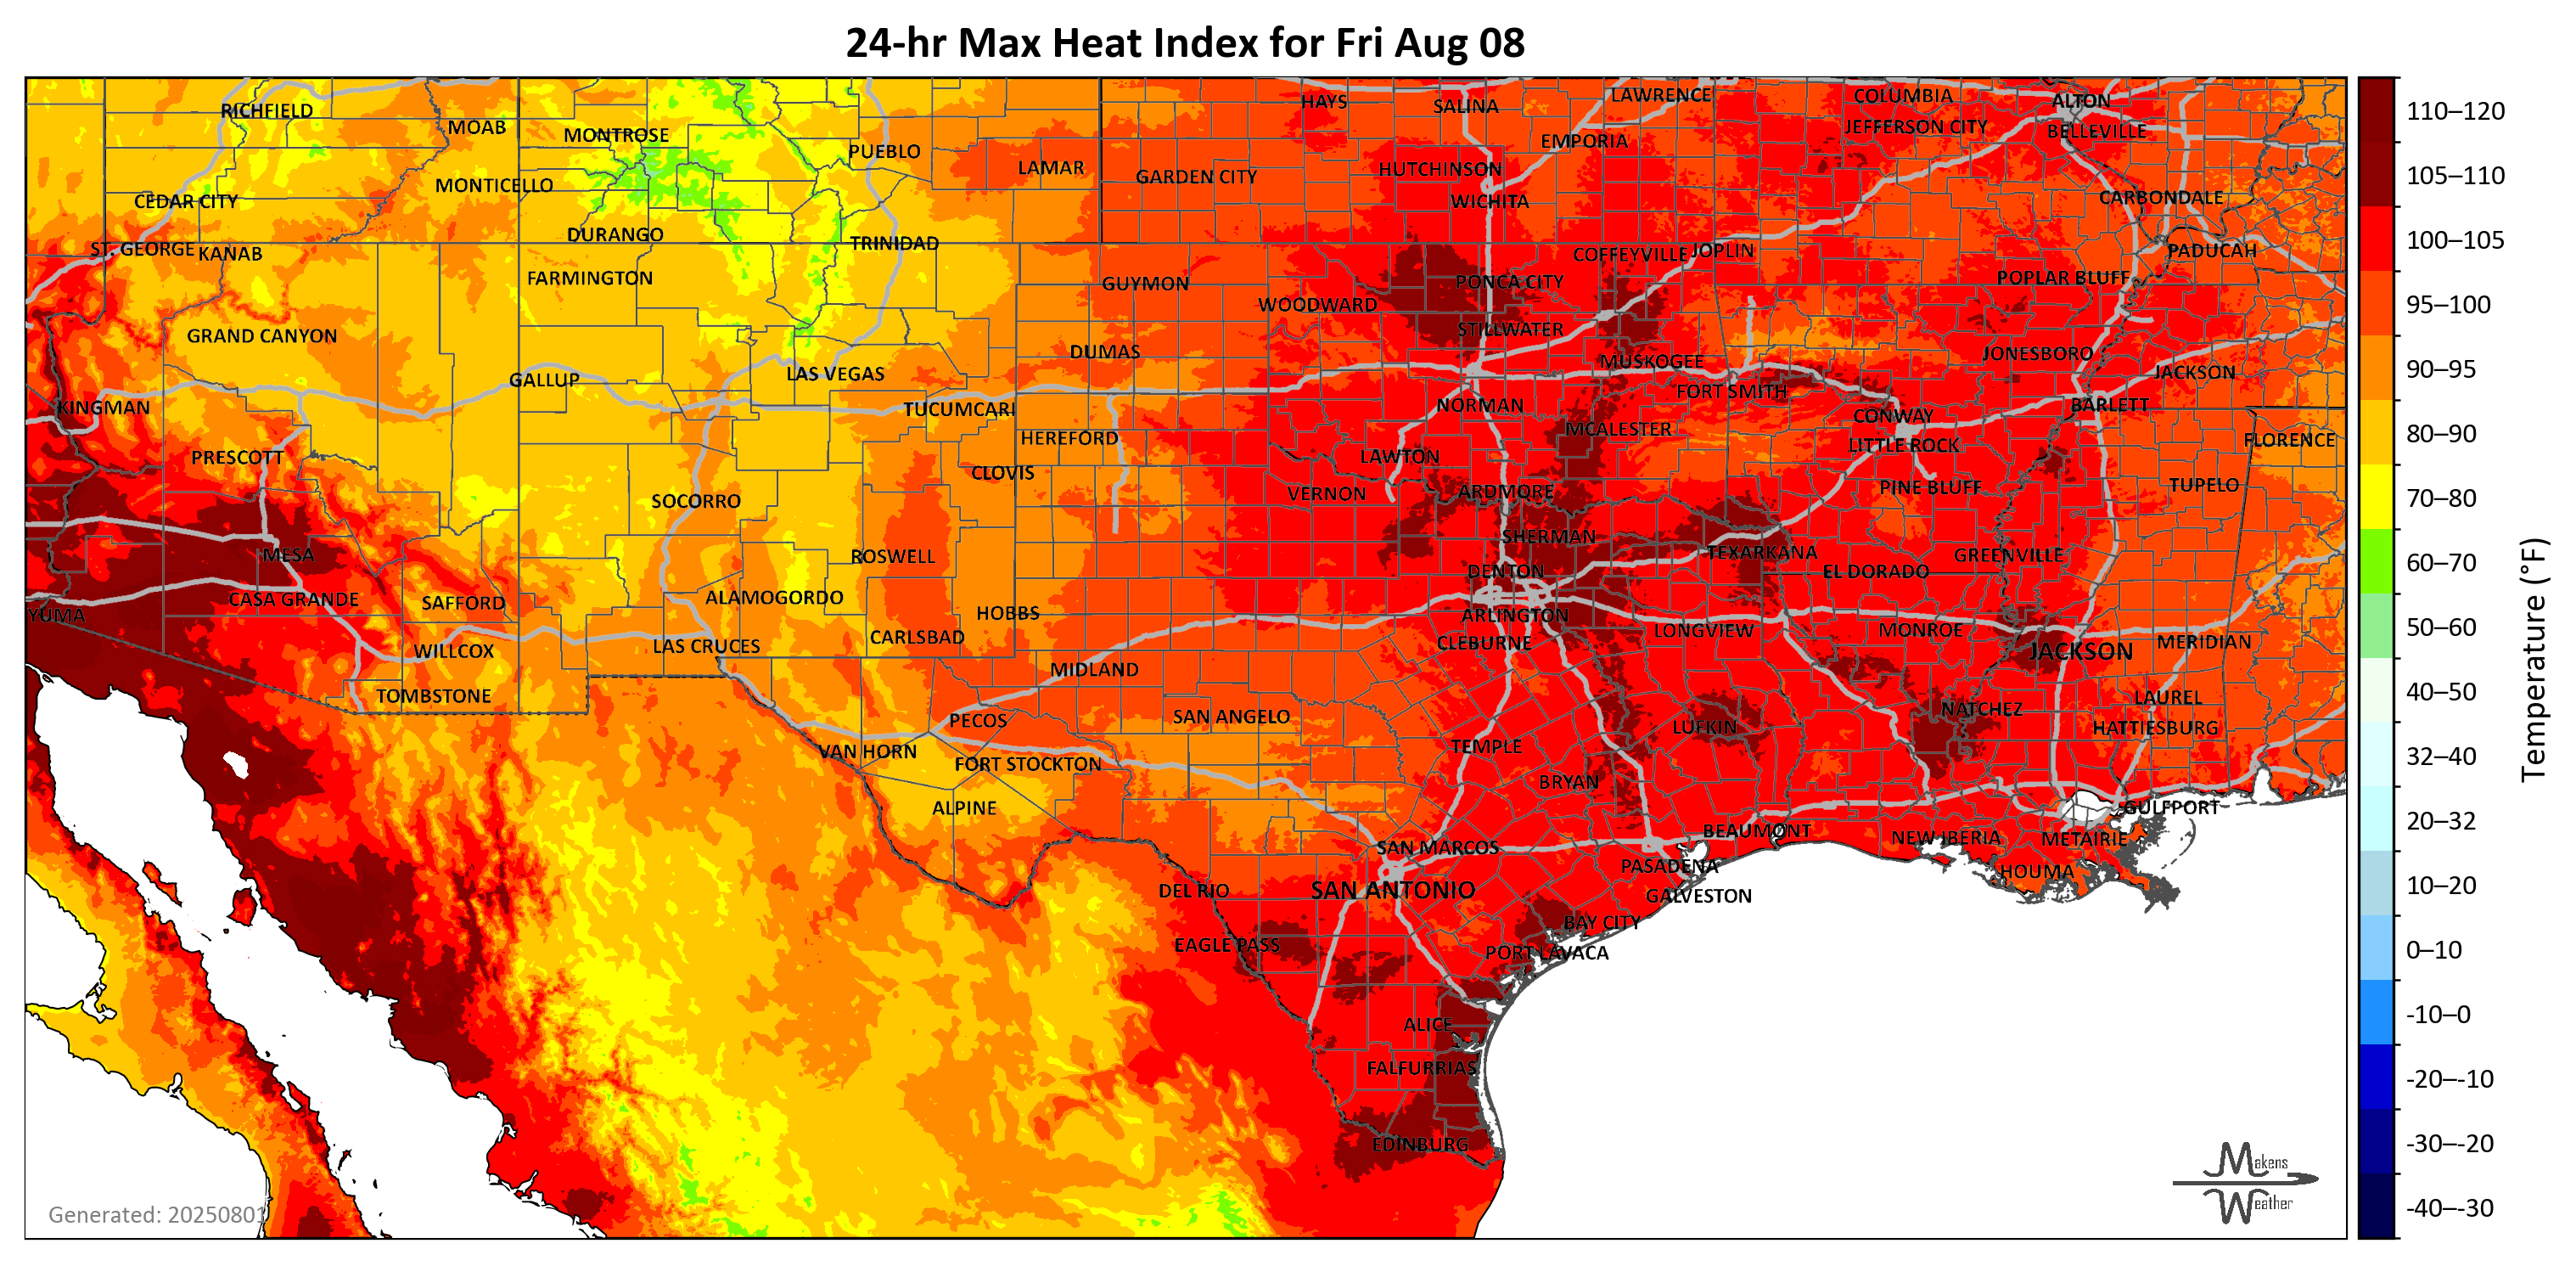 24-hr Max Heat Index for Fri Aug 08
RICHFIELD
MOAB
MONTROSE
PUEBLO
LAMAR
GARDEN CITY
HAYS
SALINA
LAWRENCE
COLUMBIA
ALTON
EMPORIA
JEFFERSON CITY
BELLEVILLE
HUTCHINSON
WICHITA
CEDAR CITY
MONTICELLO
CARBONDALE
ST. GEORGE
KANAB
DURANGO
TRINIDAD
COFFEYVILLE
JOPLIN
PADUCAH
FARMINGTON
GUYMON
WOODWARD
PONCA CITY
POPLAR BLUFF
GRAND CANYON
STILLWATER
DUMAS
MUSKOGEE
JONESBORO
GALLUP
LAS VEGAS
FORT SMITH
JACKSON
KINGMAN
TUCUMCARI
NORMAN
CONWAY
BARLETT
HEREFORD
MCALESTER
LITTLE ROCK
FLORENCE
PRESCOTT
CLOVIS
LAWTON
SOCORRO
VERNON
ARDMORE
PINE BLUFF
TUPELO
MESA
ROSWELL
SHERMAN
TEXARKANA
GREENVILLE
DENTON
EL DORADO
YUMA
CASA GRANDE
SAFFORD
ALAMOGORDO
HOBBS
ARLINGTON
WILLCOX
LAS CRUCES
CARLSBAD
CLEBURNE
LONGVIEW
MONROE
JACKSON
MERIDIAN
TOMBSTONE
MIDLAND
PECOS
SAN ANGELO
LUFKIN
NATCHEZ
LAUREL
HATTIESBURG
VAN HORN
FORT STOCKTON
TEMPLE
BRYAN
ALPINE
GULFPORT
SAN MARCOS
BEAUMONT
NEW IBERIA
METAIRIE
DEL RIO
SAN ANTONIO
PASADENA
GALVESTON
HOUMA
EAGLE PASS
BAY CITY
PORT LAVACA
ALICE
FALFURRIAS
EDINBURG
Generated: 20250801
Makens
Weather
110–120
105–110
100–105
95–100
90–95
80–90
70–80
60–70
50–60
40–50
32–40
20–32
10–20
0–10
-10–0
-20–-10
-30–-20
-40–-30
Temperature (°F)